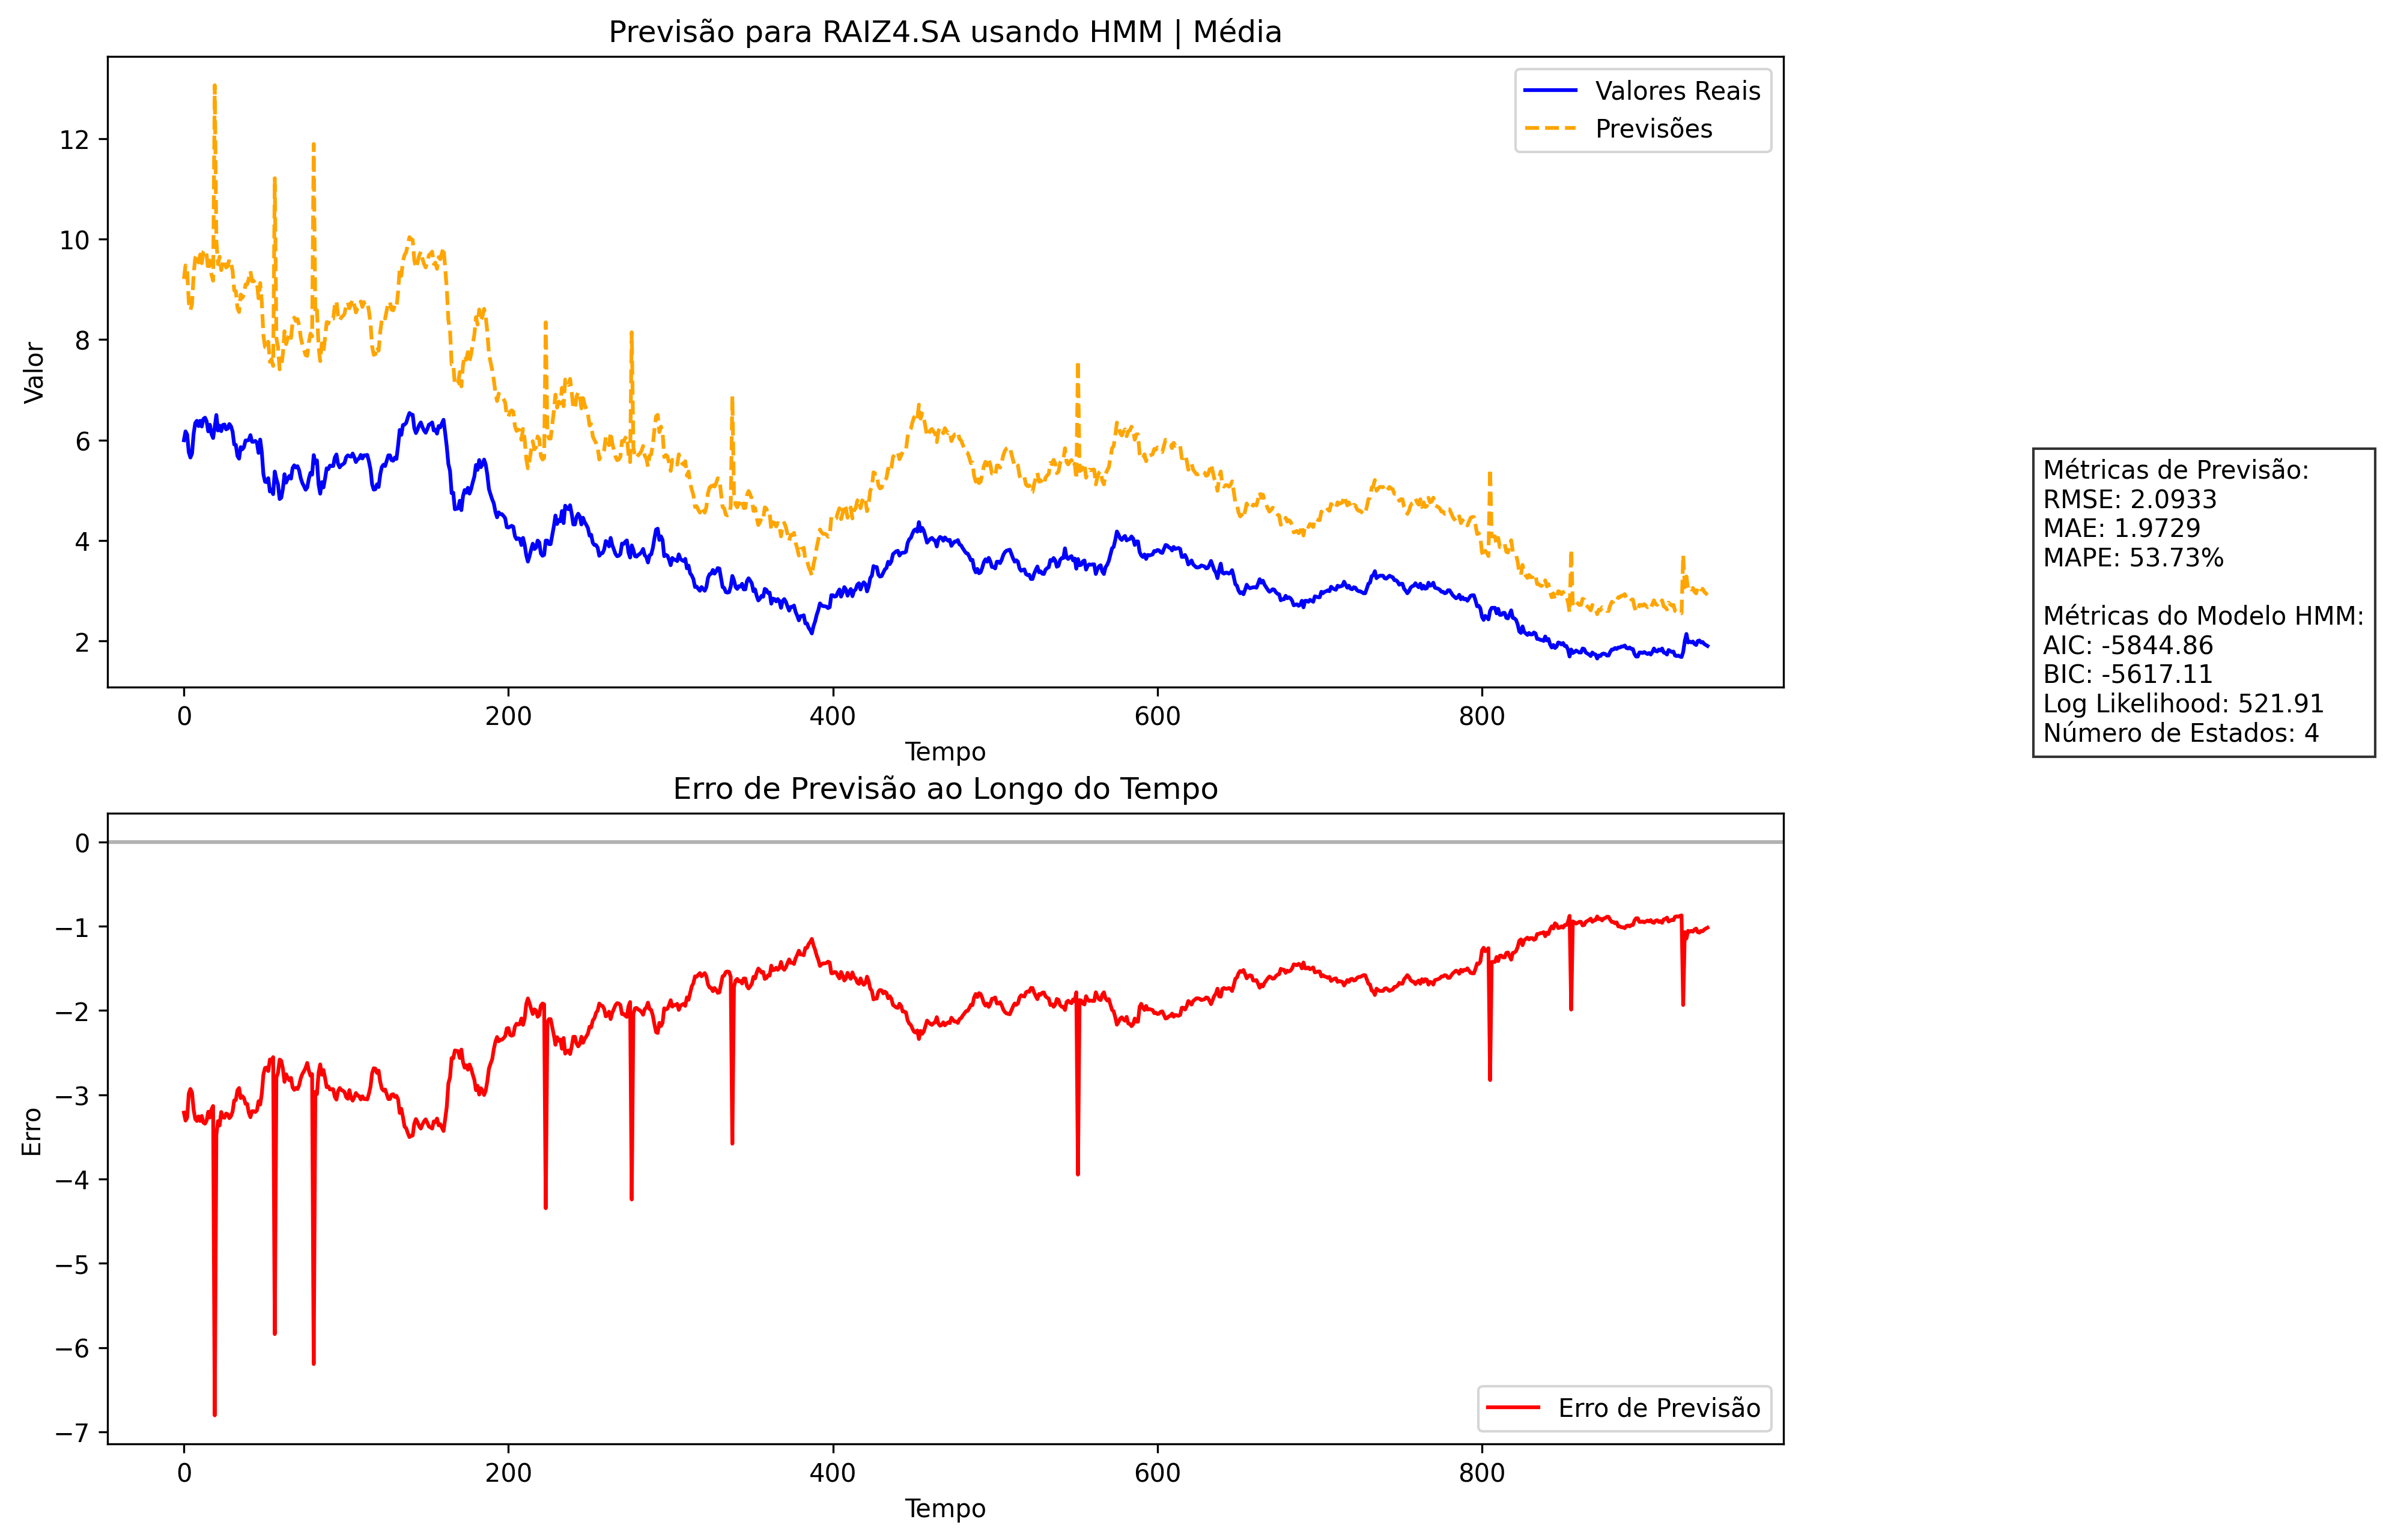 Previsão para RAIZ4.SA usando HMM | Média
Valores Reais
Previsões
Valor
12
10
8
6
4
2
0
200
400
600
800
Tempo
Métricas de Previsão:
RMSE: 2.0933
MAE: 1.9729
MAPE: 53.73%
Métricas do Modelo HMM:
AIC: -5844.86
BIC: -5617.11
Log Likelihood: 521.91
Número de Estados: 4
Erro de Previsão ao Longo do Tempo
Erro
0
−1
−2
−3
−4
−5
−6
−7
Erro de Previsão
0
200
400
600
800
Tempo